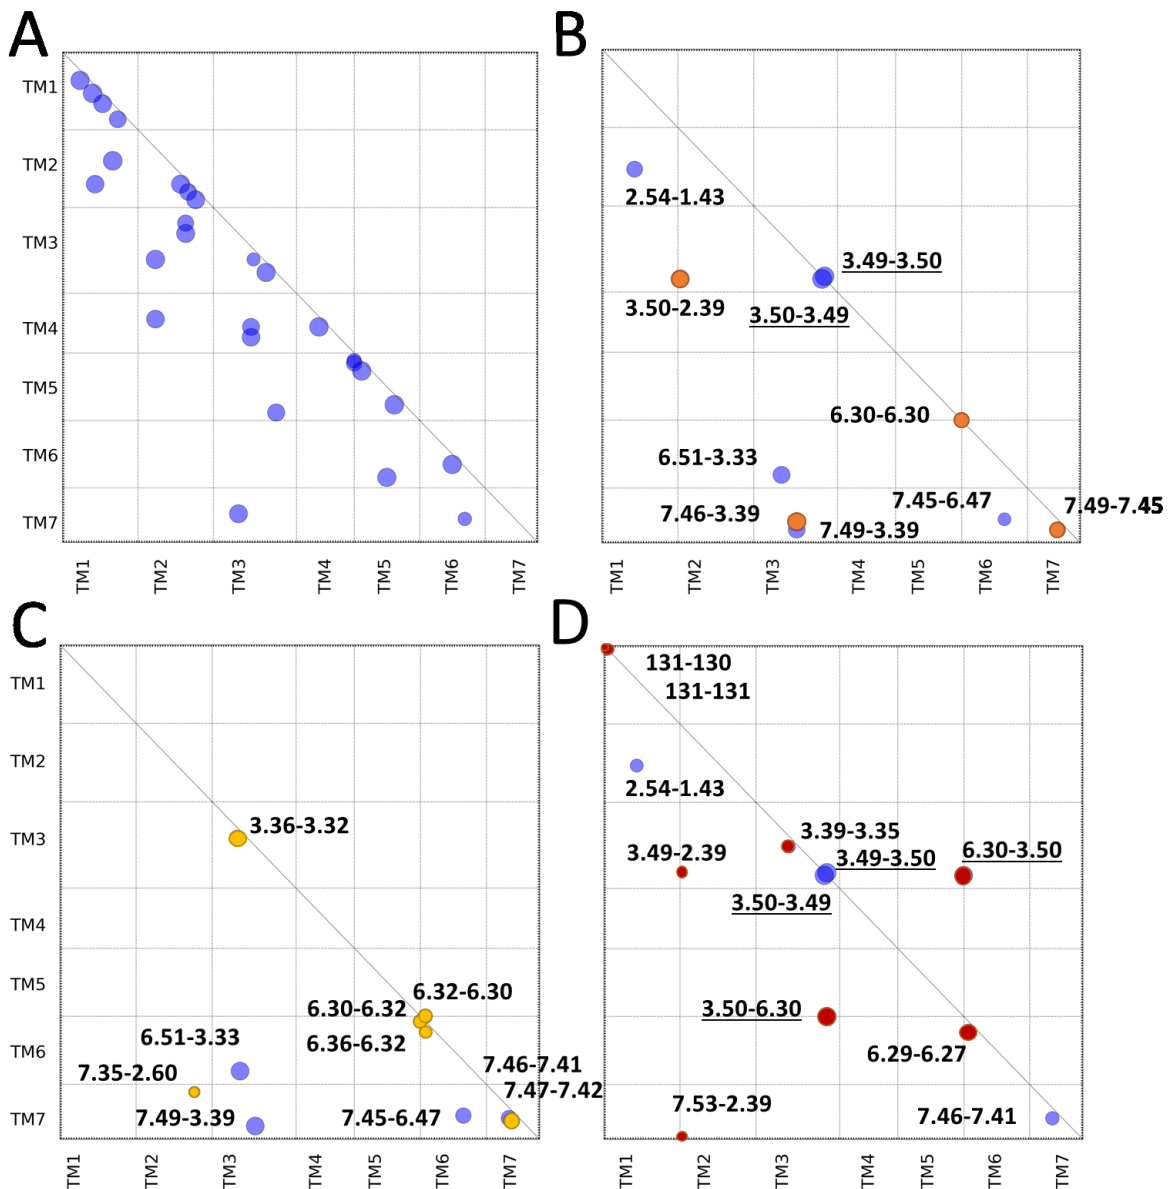 A
B
TM1
TM2
TM3
TM4
TM5
TM6
TM7
TM1
TM2
TM3
TM4
TM5
TM6
TM7
2.54-1.43
3.49-3.50
3.50-2.39
3.50-3.49
6.30-6.30
6.51-3.33
7.45-6.47
7.49-7.45
7.46-3.39
7.49-3.39
TM1
TM2
TM3
TM4
TM5
TM6
TM7
C
D
TM1
TM2
TM3
TM4
TM5
TM6
TM7
3.36-3.32
6.32-6.30
6.30-6.32
6.36-6.32
6.51-3.33
7.46-7.41
7.35-2.60
7.47-7.42
7.49-3.39
7.45-6.47
TM1
TM2
TM3
TM4
TM5
TM6
TM7
131-130
131-131
2.54-1.43
3.39-3.35
3.49-2.39
3.49-3.50
6.30-3.50
3.50-3.49
3.50-6.30
6.29-6.27
7.53-2.39
7.46-7.41
TM1
TM2
TM3
TM4
TM5
TM6
TM7